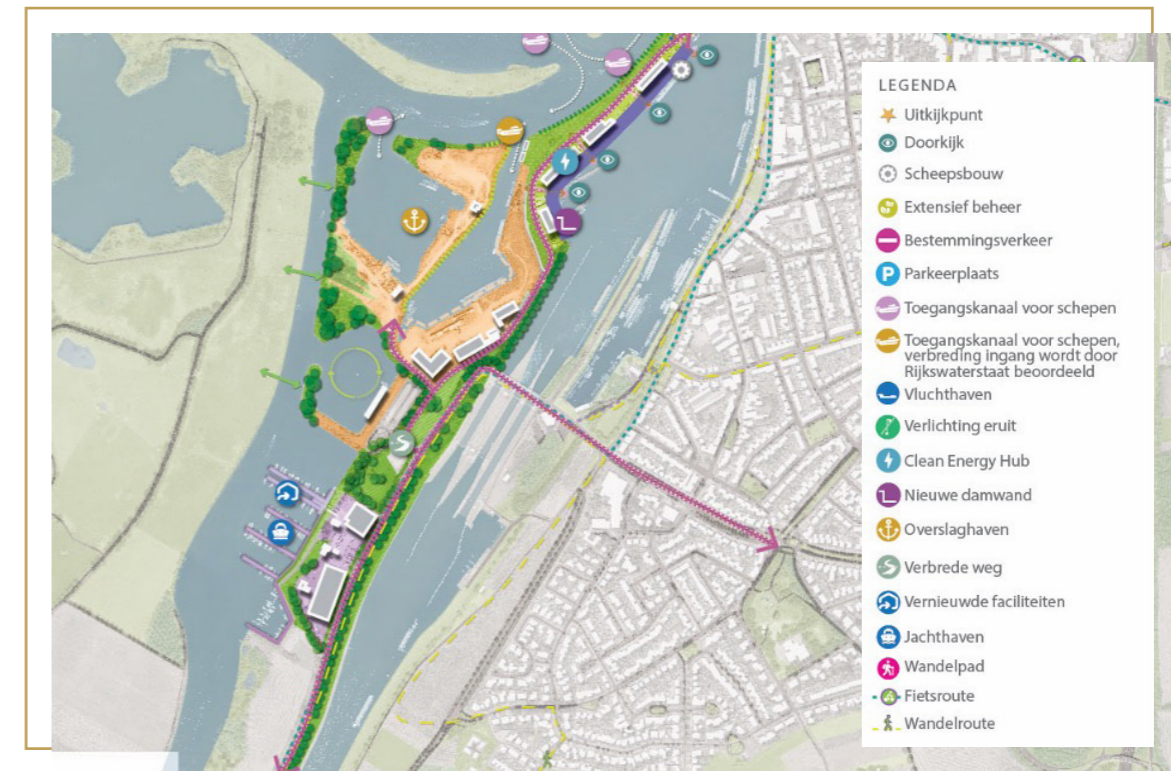 LEGENDA
Uitkijkpunt
Doorkijk
Scheepsbouw
Extensief beheer
Bestemmingsverkeer
P Parkeerplaats
Toegangskanaal voor schepen
Toegangskanaal voor schepen,
verbreding ingang wordt door
Rijkswaterstaat beoordeeld
Vluchthaven
Verlichting eruit
Clean Energy Hub
Nieuwe damwand
Overslaghaven
Verbrede weg
Vernieuwde faciliteiten
Jachthaven
Wandelpad
Fietsroute
Wandelroute
P